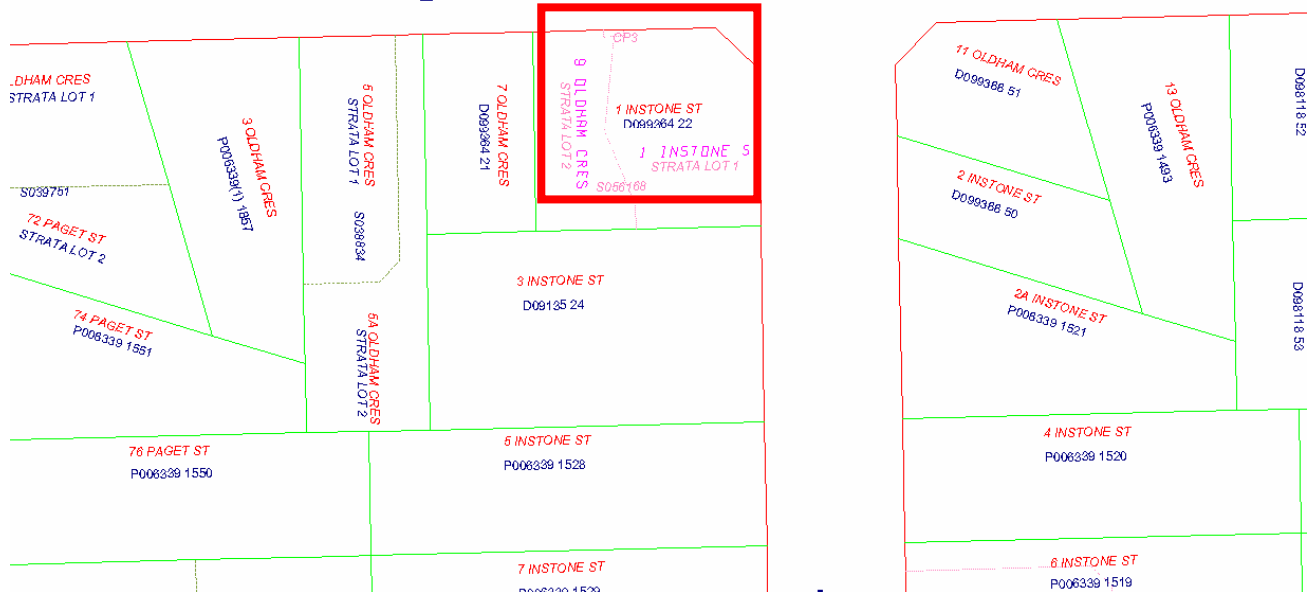 LDHAM CRES
STRATA LOT 1
S039751
72 PAGET ST
STRATA LOT 2
74 PAGET ST
P006339 1551
3 OLDHAM CRES
P006339(1) 1857
5 OLDHAM CRES
STRATA LOT 1
S038834
5A OLDHAM CRES
STRATA LOT 2
7 OLDHAM CRES
D099364 21
CP3
9 OLDHAM CRES
STRATA LOT 2
1 INSTONE ST
D099364 22
1 INSTONE S
STRATA LOT 1
S056168
3 INSTONE ST
D09135 24
76 PAGET ST
P006339 1550
5 INSTONE ST
P006339 1528
7 INSTONE ST
P006339 1529
11 OLDHAM CRES
D099366 51
13 OLDHAM CRES
P006339 1493
2 INSTONE ST
D099366 50
2A INSTONE ST
P006339 1521
4 INSTONE ST
P006339 1520
6 INSTONE ST
P006339 1519
D098118 52
D098118 53